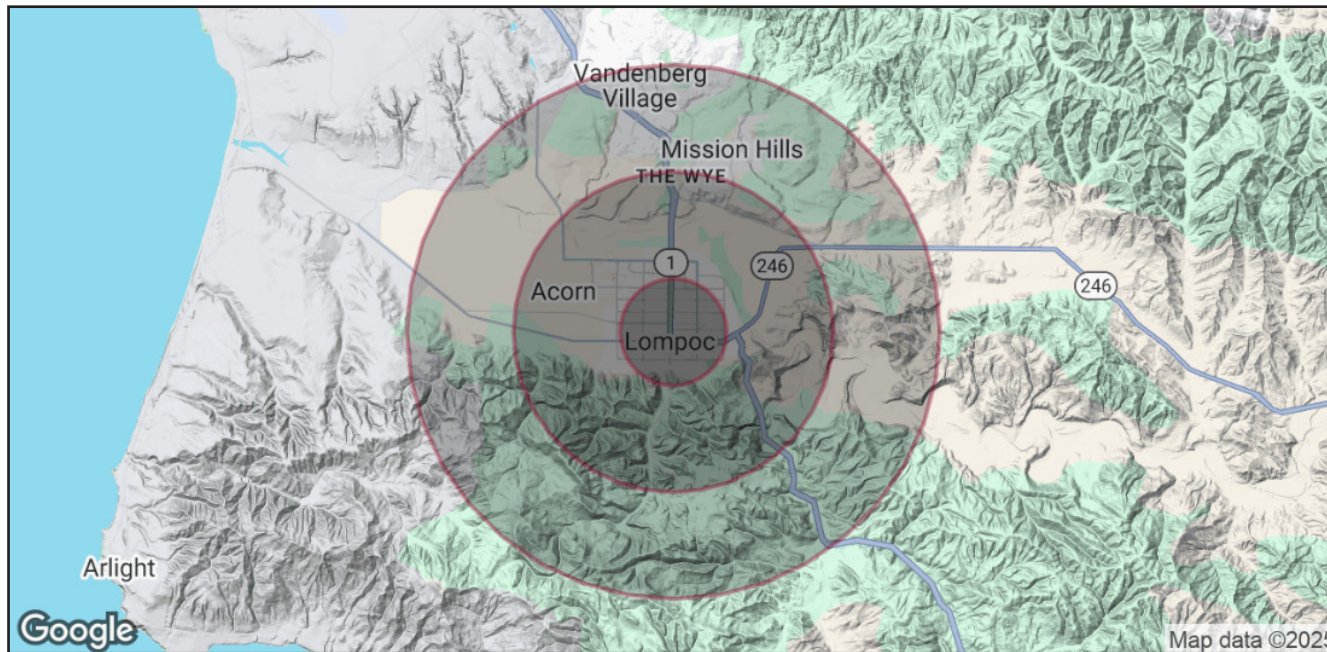 Vandenberg
Village
Mission Hills
THE WYE
1
246
246
Acorn
Lompoc
Arlight
Google
Map data ©2025